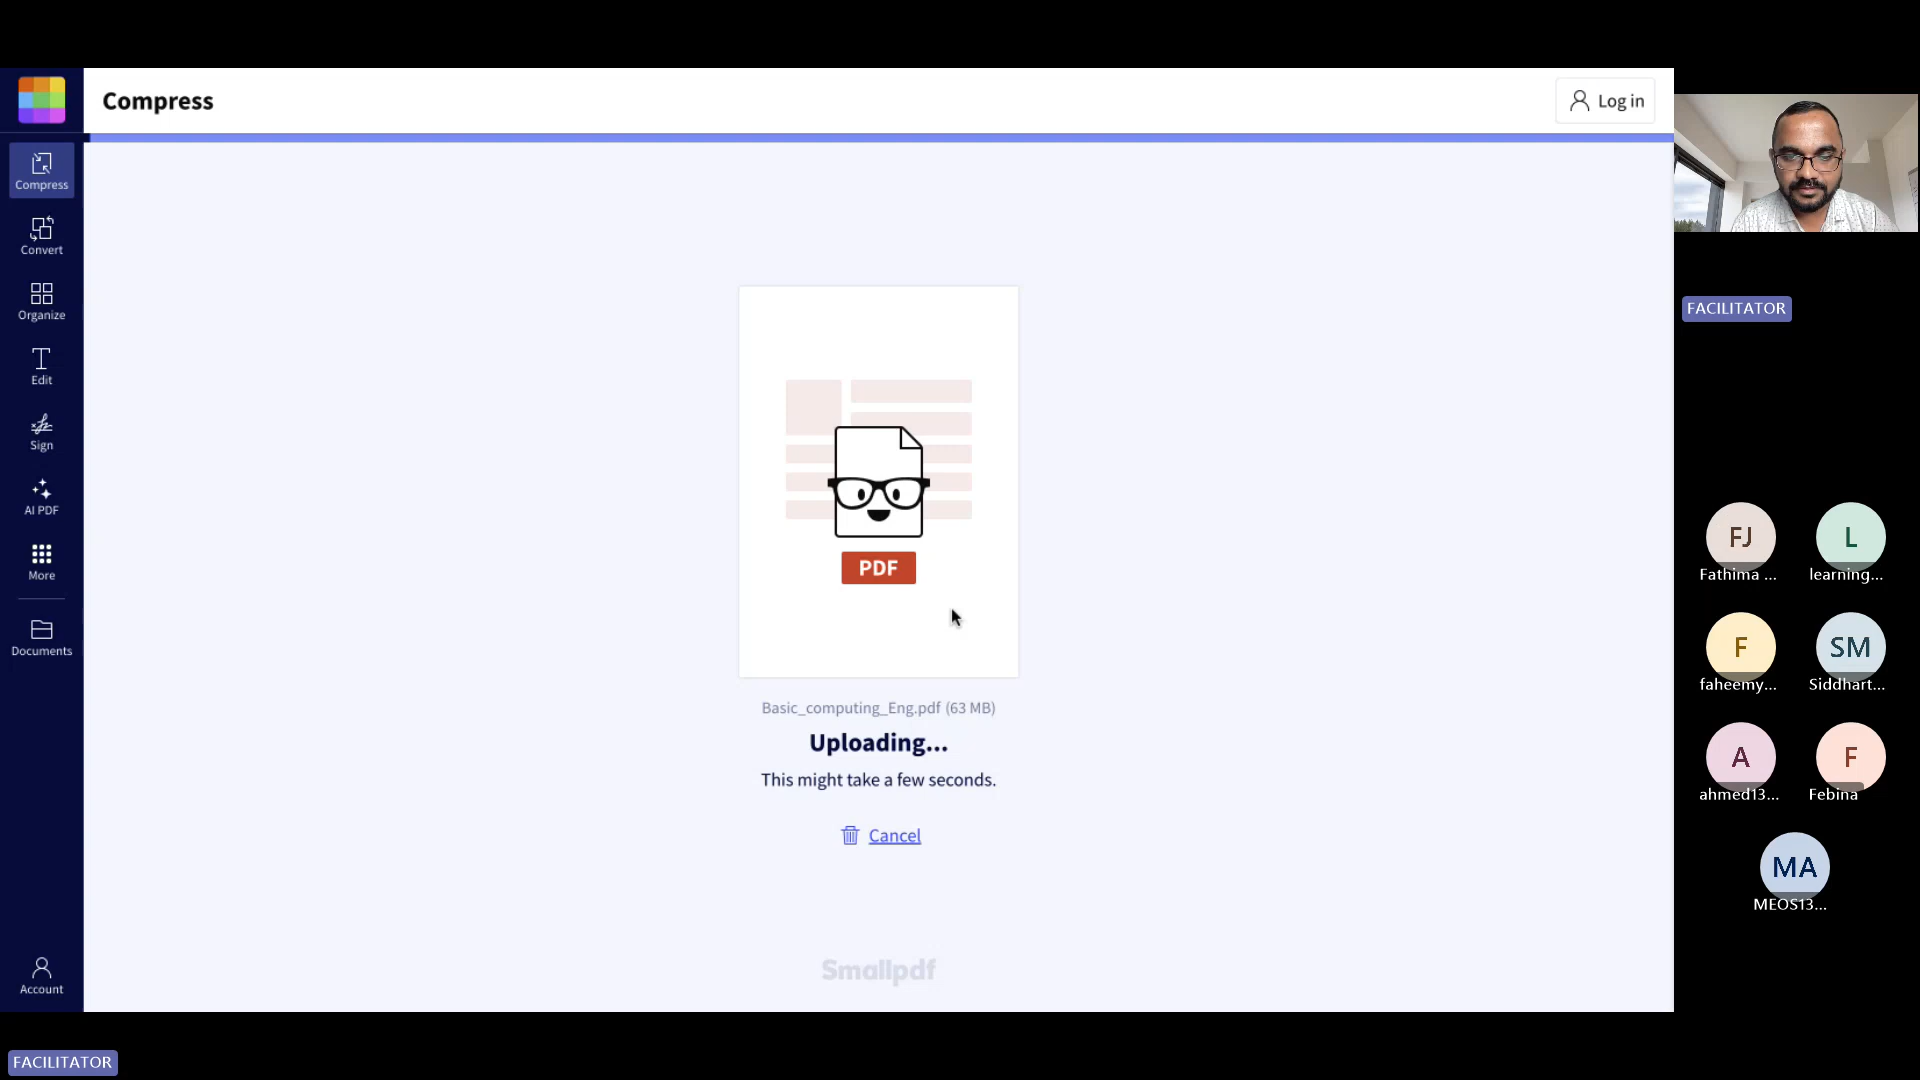 Compress
Log in
Compress
Convert
Organize
Edit
Sign
AI PDF
More
Documents
Account
PDF
Basic_computing_Eng.pdf (63 MB)
Uploading...
This might take a few seconds.
Cancel
Smallpdf
FACILITATOR
FJ
Fathima ...
L
learning...
F
faheemy...
SM
Siddhart...
A
ahmed13...
F
Febina
MA
MEOS13...
FACILITATOR